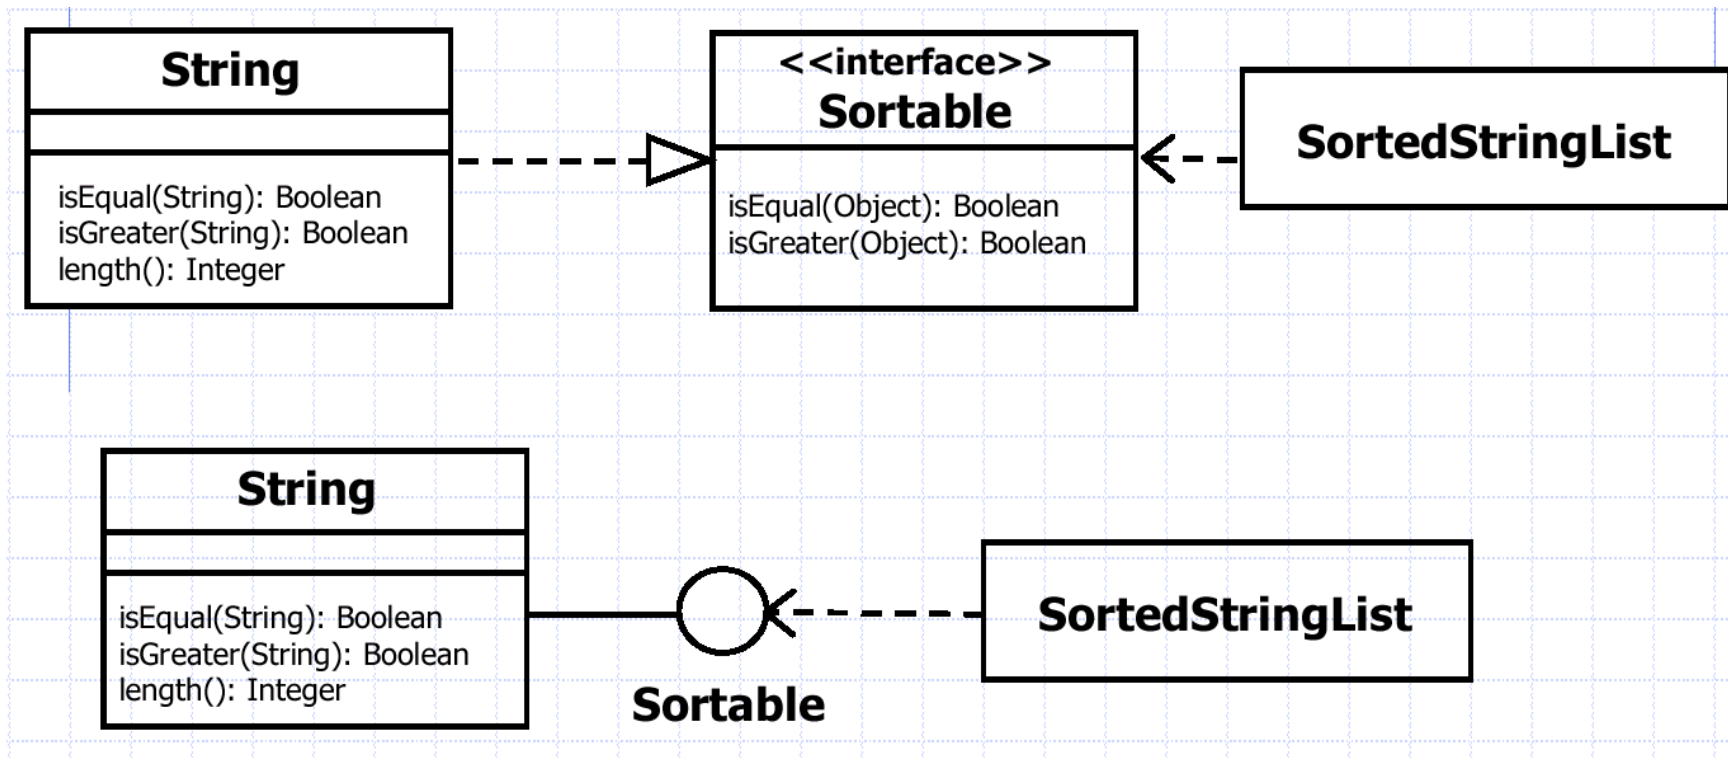 String
isEqual(String): Boolean
isGreater(String): Boolean
length(): Integer
<<interface>>
Sortable
isEqual(Object): Boolean
isGreater(Object): Boolean
SortedStringList
String
isEqual(String): Boolean
isGreater(String): Boolean
length(): Integer
Sortable
SortedStringList